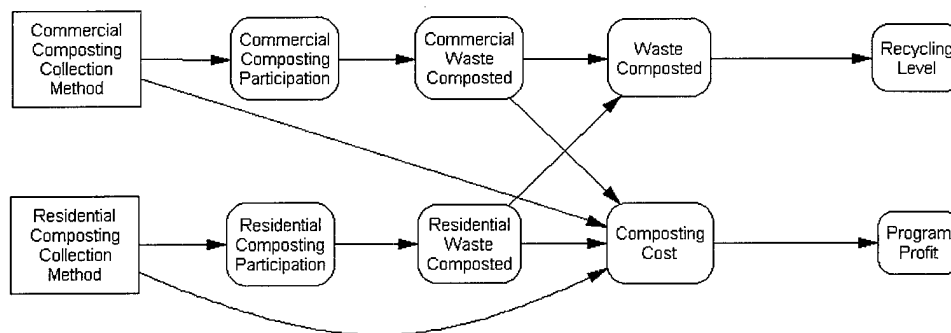 Commercial
Composting
Collection
Method
Commercial
Composting
Participation
Commercial
Waste
Composted
Waste
Composted
Recycling
Level
Residential
Composting
Collection
Method
Residential
Composting
Participation
Residential
Waste
Composted
Composting
Cost
Program
Profit